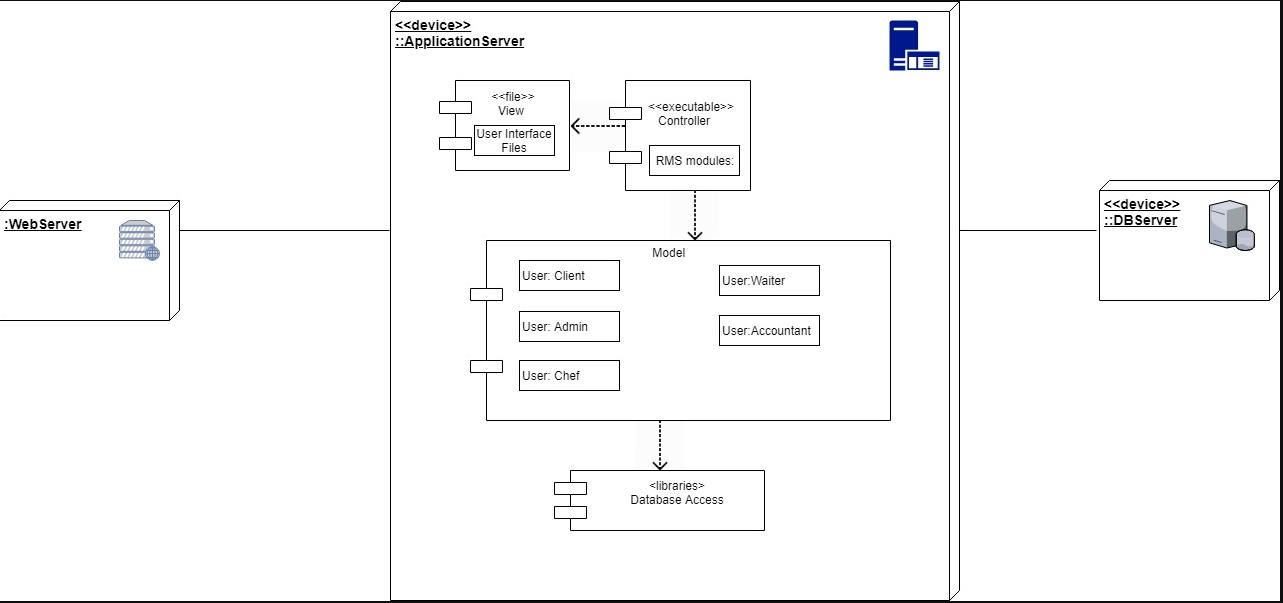 <<device>>
::ApplicationServer
<<file>>
View
User Interface
Files
<<executable>>
Controller
RMS modules:
:WebServer
<<device>>
::DBServer
Model
User: Client
User:Waiter
User: Admin
User:Accountant
User: Chef
<libraries>
Database Access